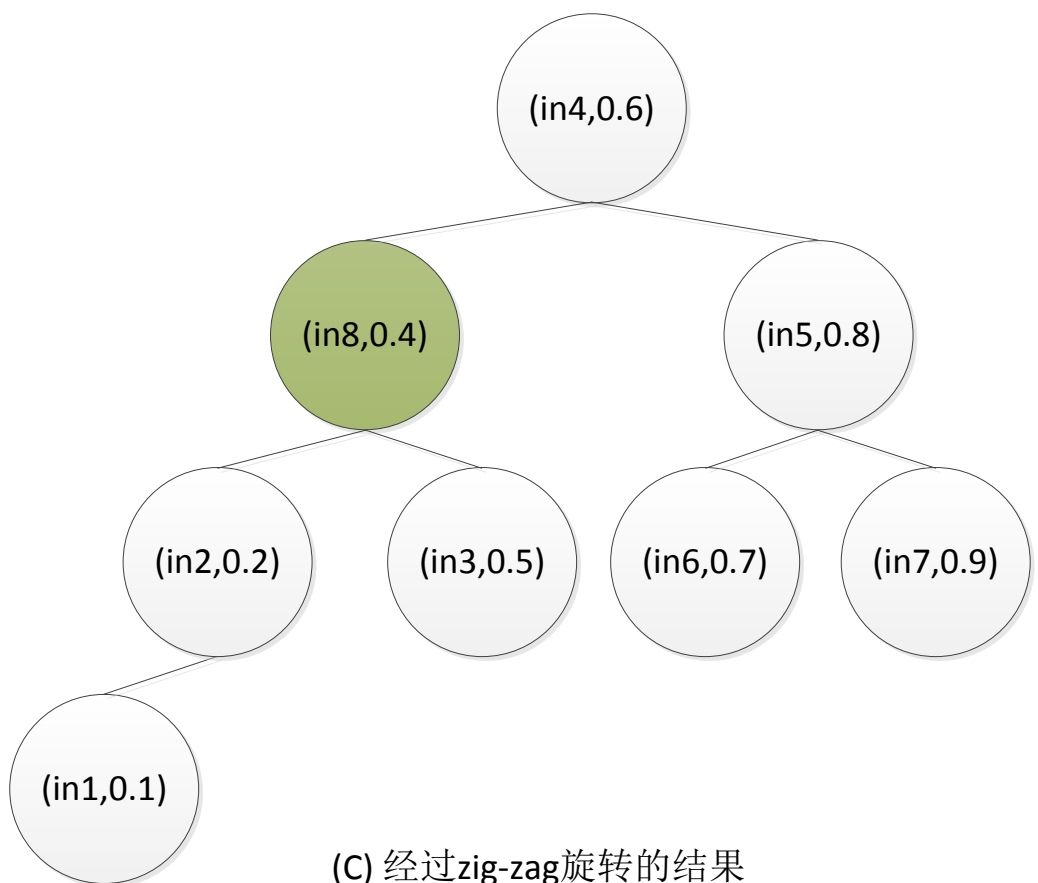 (in4,0.6)
(in8,0.4)
(in5,0.8)
(in2,0.2)
(in3,0.5)
(in6,0.7)
(in7,0.9)
(in1,0.1)
(C) 经过zig-zag旋转的结果